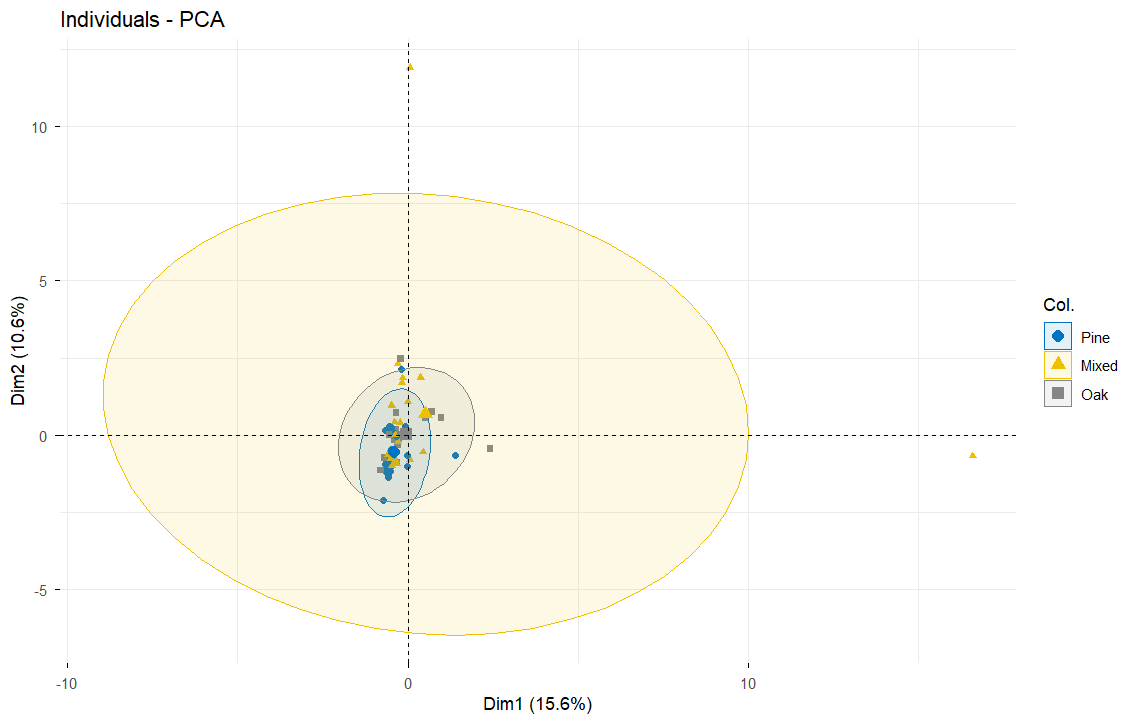 Individuals - PCA
10
5
0
-5
Dim2 (10.6%)
-10
0
10
Dim1 (15.6%)
Col.
Pine
Mixed
Oak